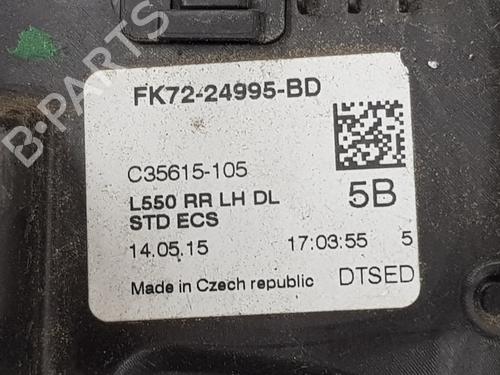 FK72-24995-BD
C35615-105
5B
L550 RR LH DL
STD ECS
14.05.15 17:03:55 5
Made in Czech republic DTSED
B-PARTS
B-PARTS